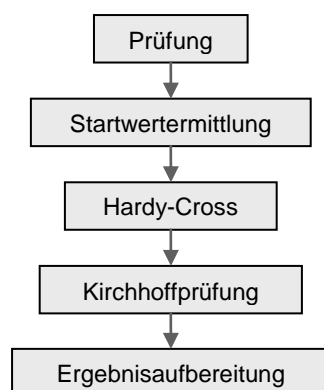 Prüfung
Startwertermittlung
Hardy-Cross
Kirchhoffprüfung
Ergebnisaufbereitung